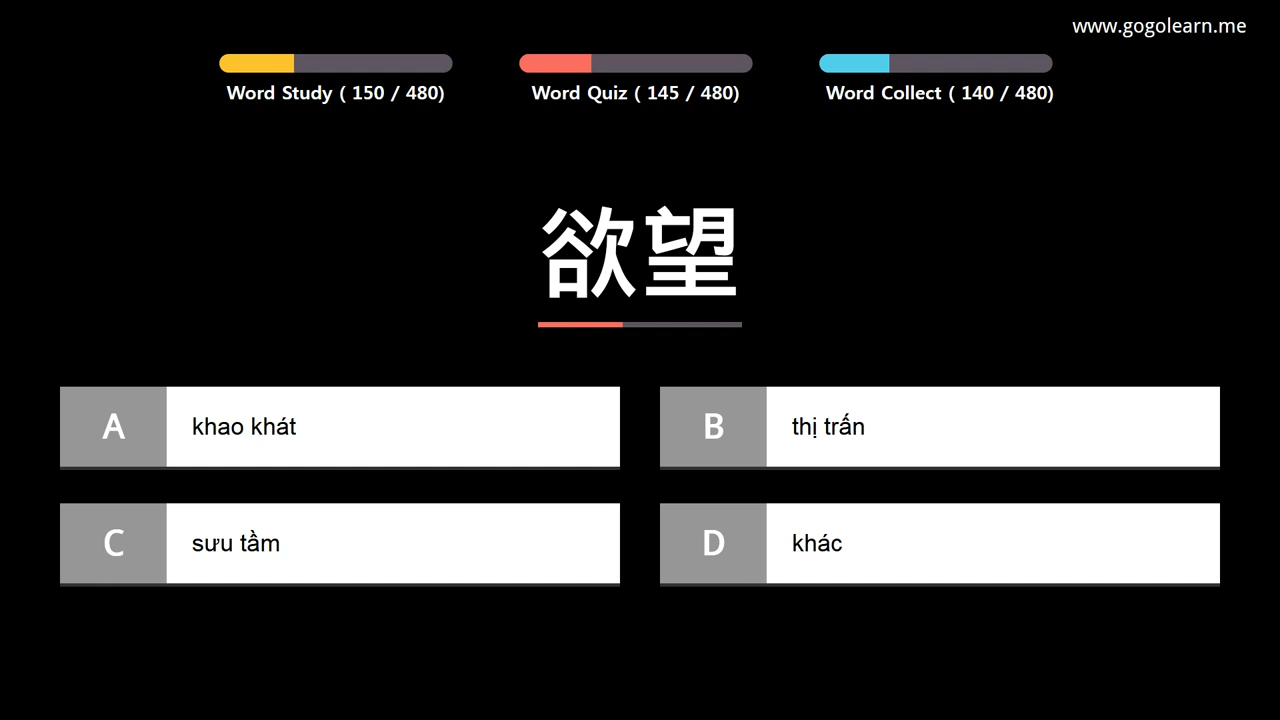 www.gogolearn.me
Word Study ( 150 / 480)
Word Quiz ( 145 / 480)
Word Collect ( 140 / 480)
欲望
A khao khát
B thị trấn
C sưu tầm
D khác